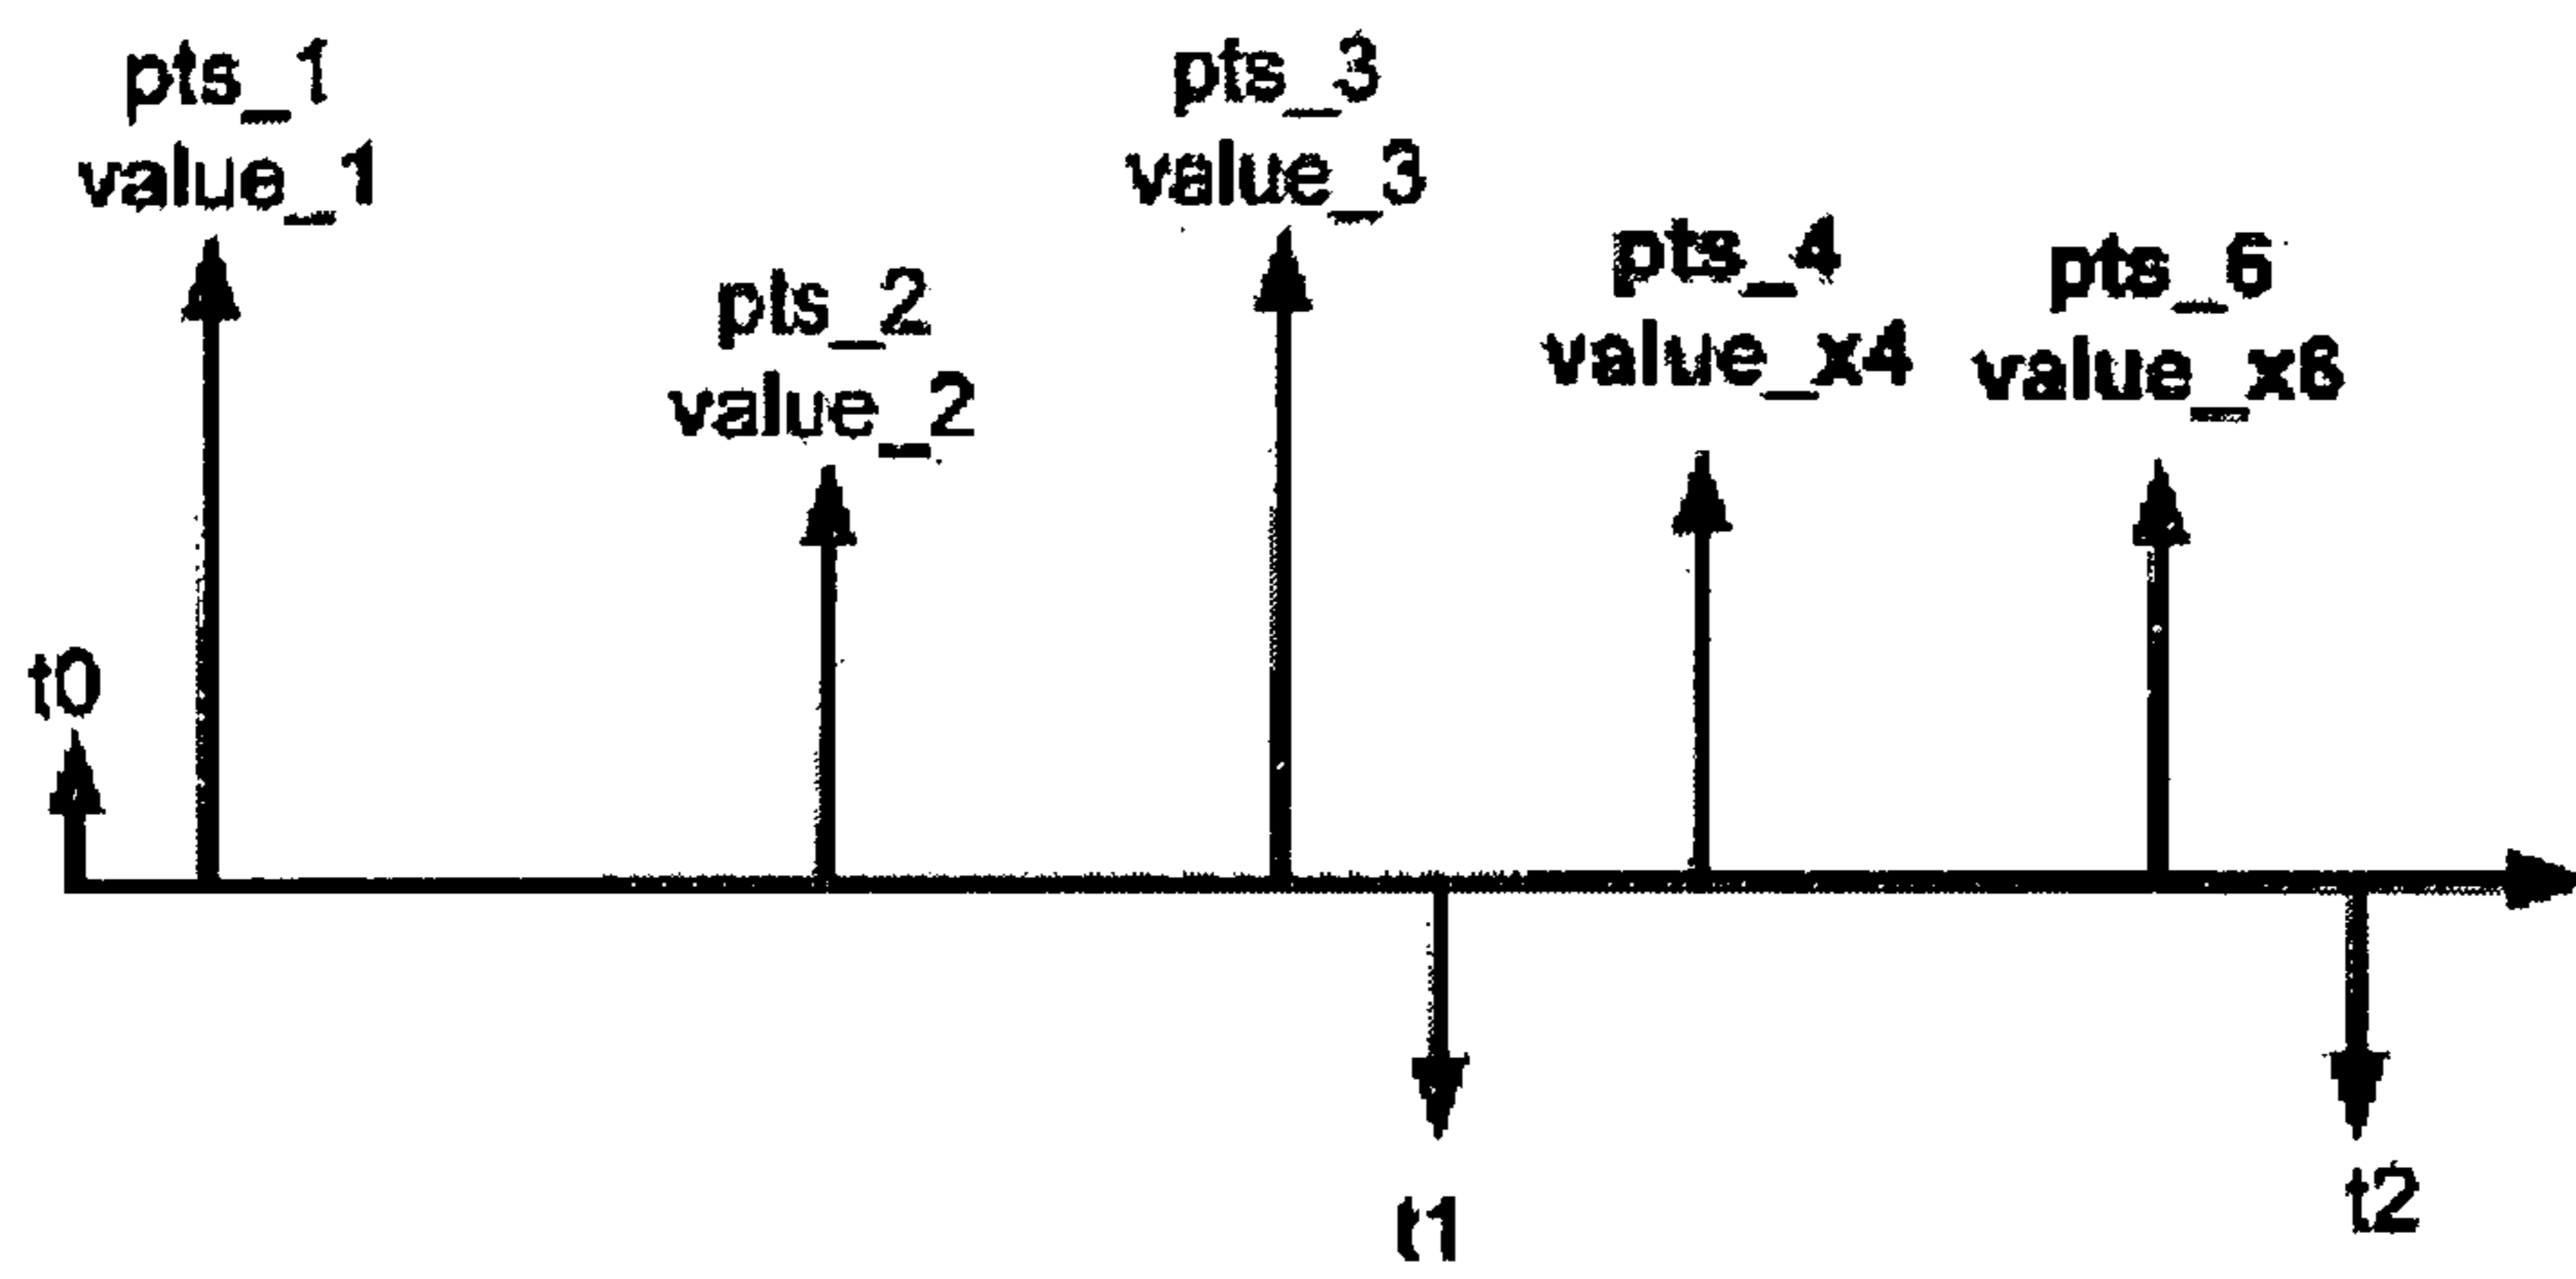 pts_1
value_1
pts_2
value_2
pts_3
value_3
pts_4
value_x4
pts_6
value_x6
t0
t1
t2